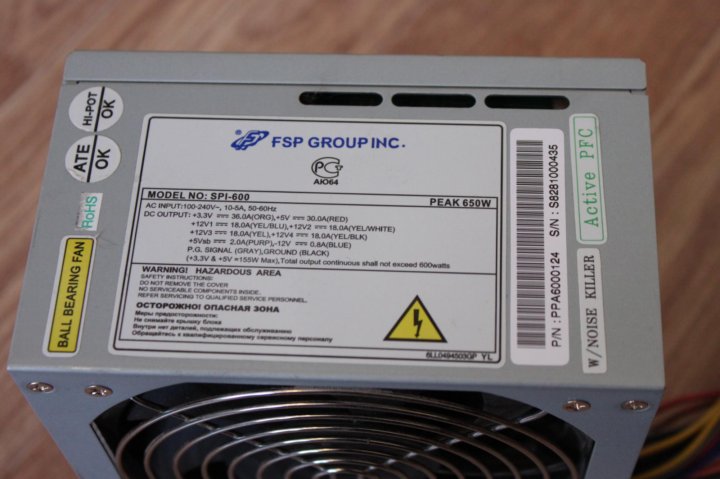 HI-POT
OK
ATE
OK
RoHS
BALL BEARING FAN
FSP GROUP INC.
PG
АЮ64
MODEL NO: SPI-600 PEAK 650W
AC INPUT:100-240V~, 10-5A, 50-60Hz
DC OUTPUT: +3.3V = 36.0A(ORG),+5V = 30.0A(RED)
+12V1 = 18.0A(YEL/BLU), +12V2 = 18.0A(YEL/WHITE)
+12V3 = 18.0A(YEL), +12V4 = 18.0A(YEL/BLK)
+5Vsb = 2.0A(PURP),-12V = 0.8A(BLUE)
P.G. SIGNAL (GRAY),GROUND (BLACK)
(+3.3V & +5V =155W Max),Total output continuous shall not exceed 600watts
WARNING! HAZARDOUS AREA
SAFETY INSTRUCTIONS:
DO NOT REMOVE THE COVER
NO SERVICEABLE COMPONENTS INSIDE.
REFER SERVICING TO QUALIFIED SERVICE PERSONNEL.
ОСТОРОЖНО! ОПАСНАЯ ЗОНА
Меры предосторожности:
Не снимайте крышку блока
Внутри нет деталей, подлежащих обслуживанию
Обращайтесь к квалифицированному сервисному персоналу
6LL0494503GP YL
P/N : PPA6000124 S/N : S8281000435
W/NOISE KILLER
Active PFC